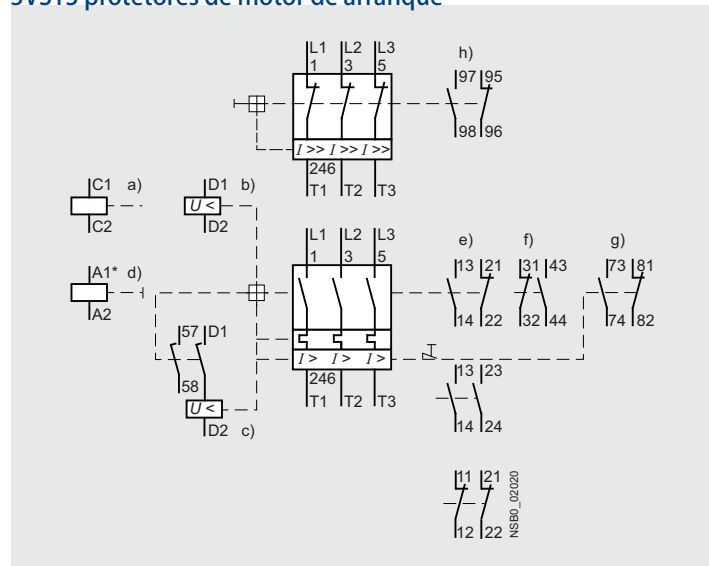 3V315 protetores de motor de arranque
L1 L2 L3 h)
1 3 5 97 95
98 96
I >> I >> I >>
246
T1 T2 T3
C1 a) D1 b)
U <
C2 D2
L1 L2 L3 e) f) g)
1 3 5 13 21 31 43 73 81
A1* d)
A2
14 22 32 44 74 82
57 D1
I > I > I >
58 246
13 23
T1 T2 T3
U <
D2 c)
14 24
11 21
12 22
NSB0_02020